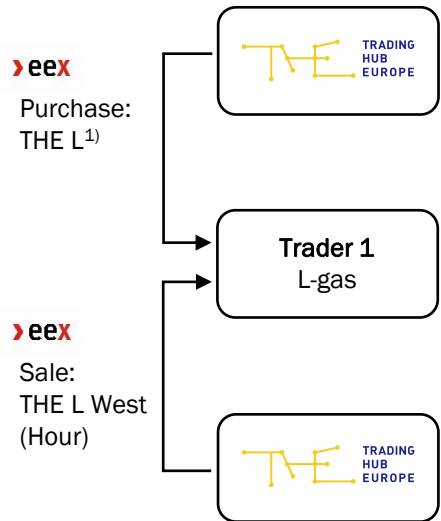 TRADING
HUB
EUROPE
eex
Purchase:
THE L1)
Trader 1
L-gas
eex
Sale:
THE L West
(Hour)
TRADING
HUB
EUROPE